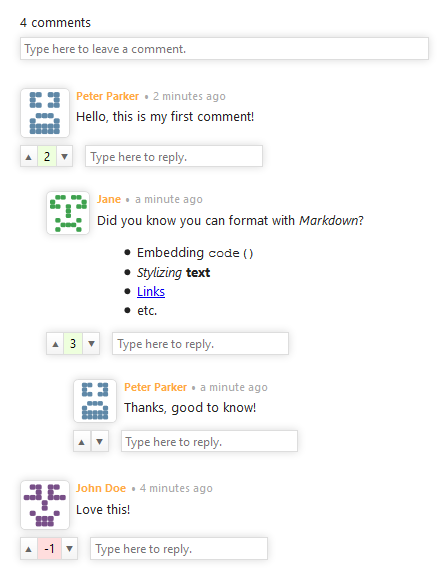 4 comments
Type here to leave a comment.
Peter Parker • 2 minutes ago
Hello, this is my first comment!
▲ 2 ▼ Type here to reply.
Jane • a minute ago
Did you know you can format with Markdown?
• Embedding code()
• Stylizing text
• Links
• etc.
▲ 3 ▼ Type here to reply.
Peter Parker • a minute ago
Thanks, good to know!
▲ ▼ Type here to reply.
John Doe • 4 minutes ago
Love this!
▲ -1 ▼ Type here to reply.